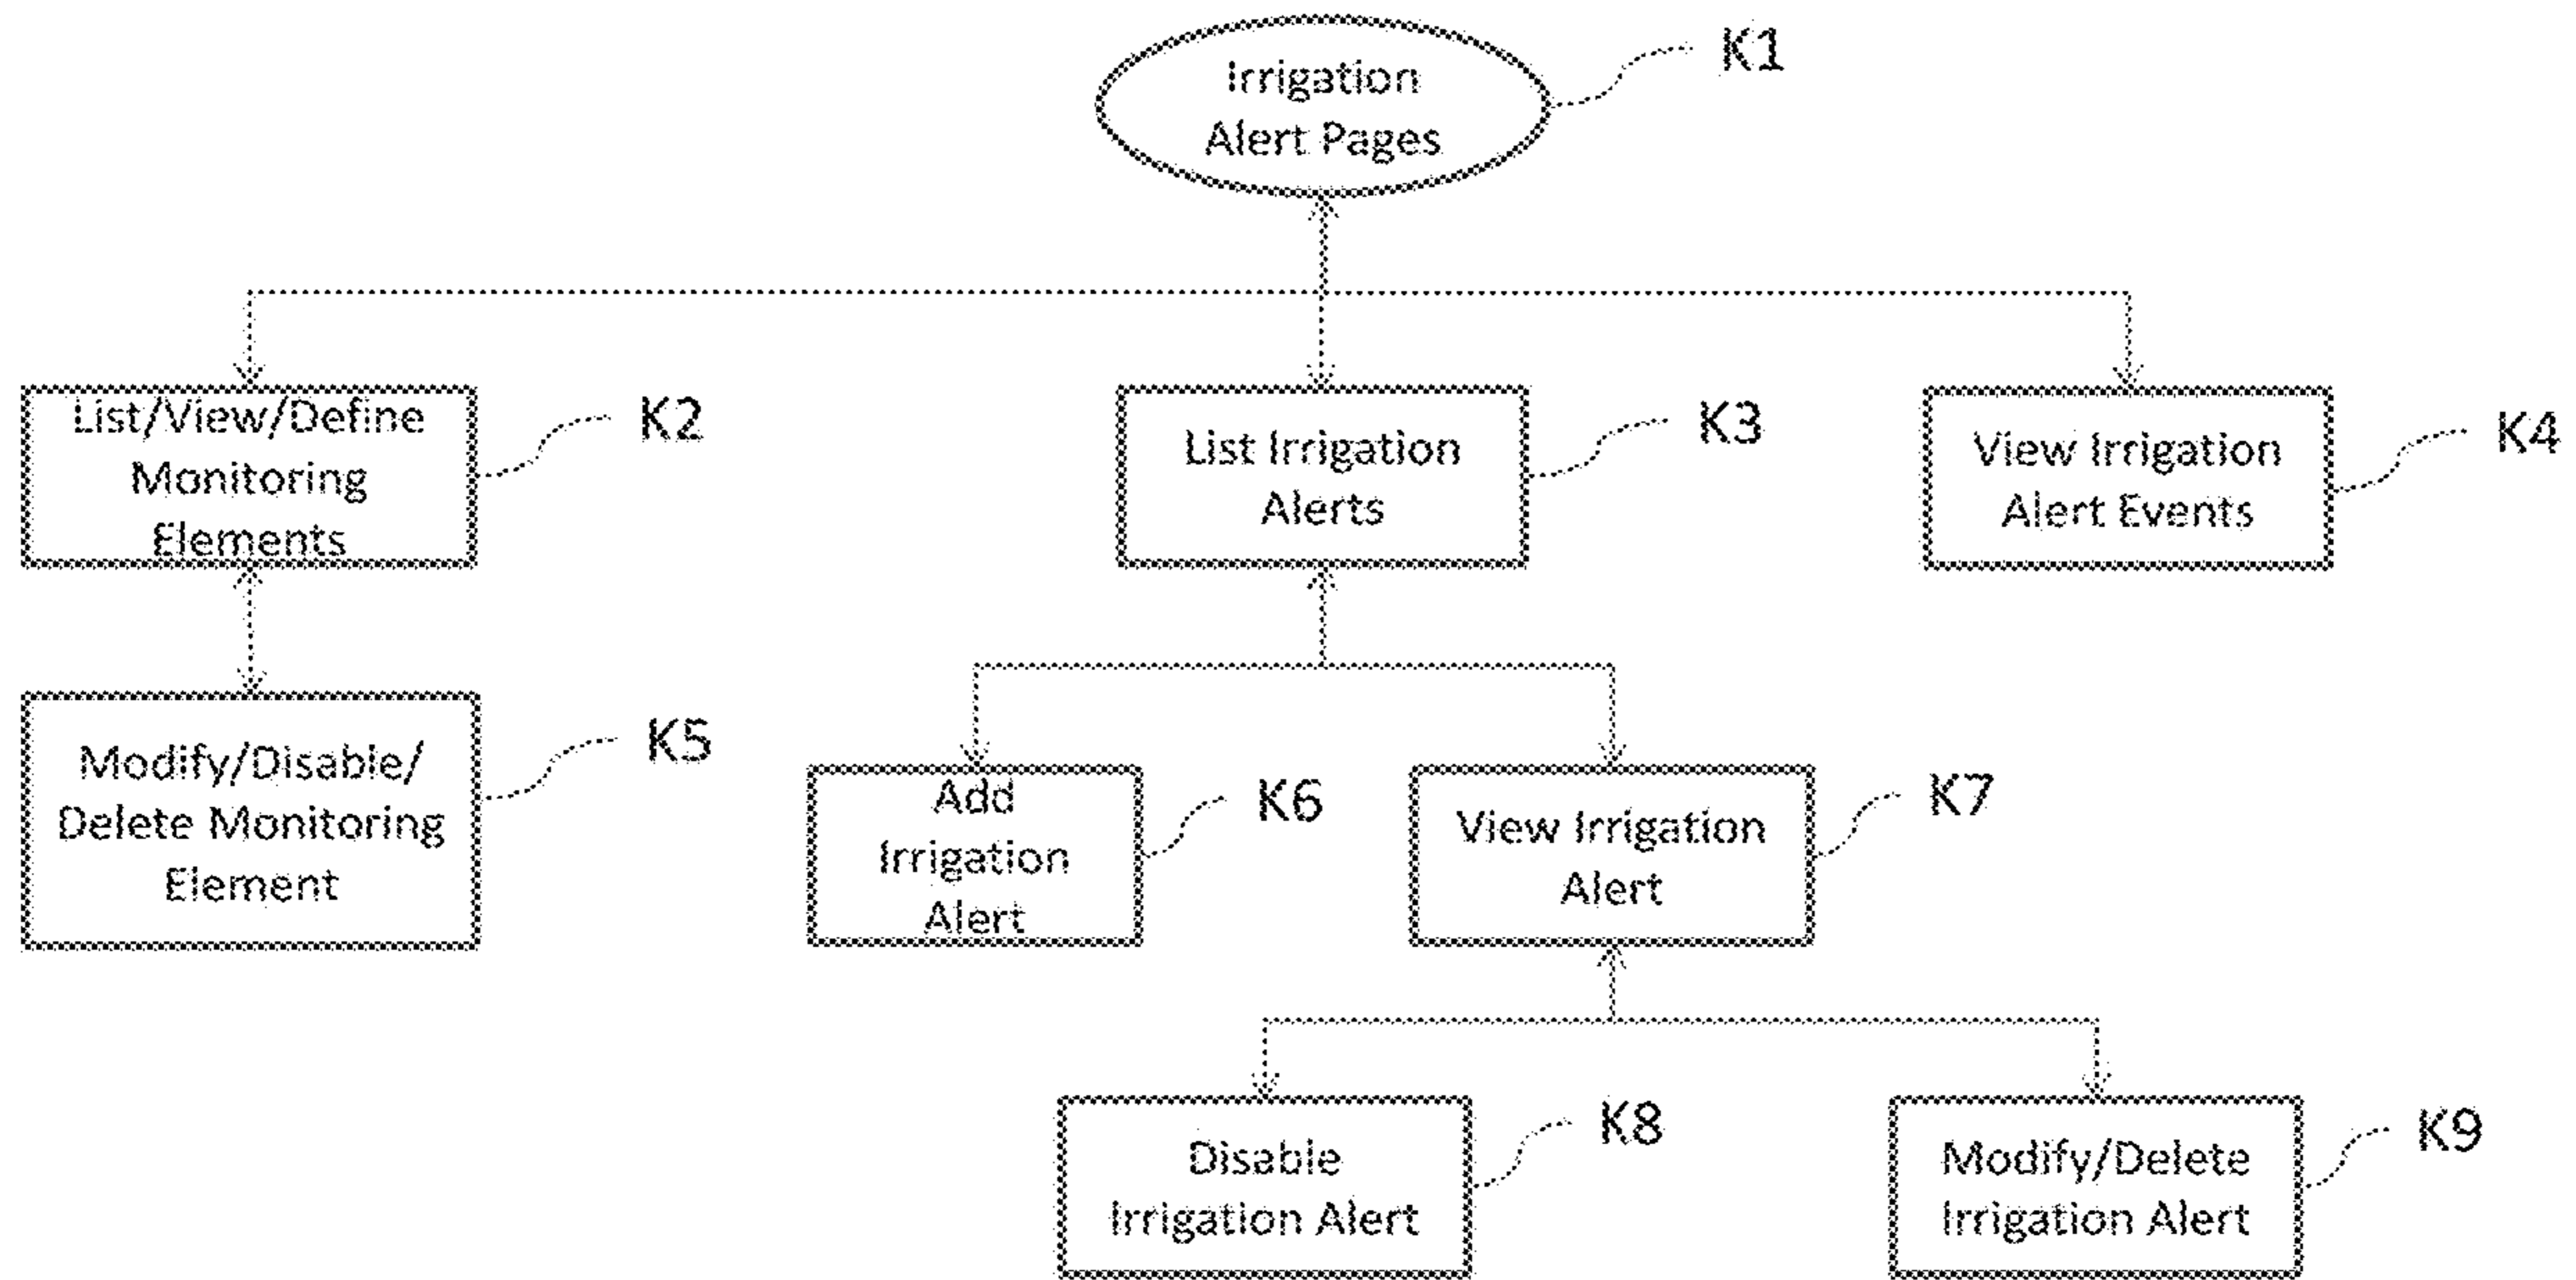 Irrigation
Alert Pages
K1
List/View/Define
Monitoring
Elements
K2
List Irrigation
Alerts
K3
View Irrigation
Alert Events
K4
Modify/Disable/
Delete Monitoring
Element
K5
Add
Irrigation
Alert
K6
View Irrigation
Alert
K7
Disable
Irrigation Alert
K8
Modify/Delete
Irrigation Alert
K9